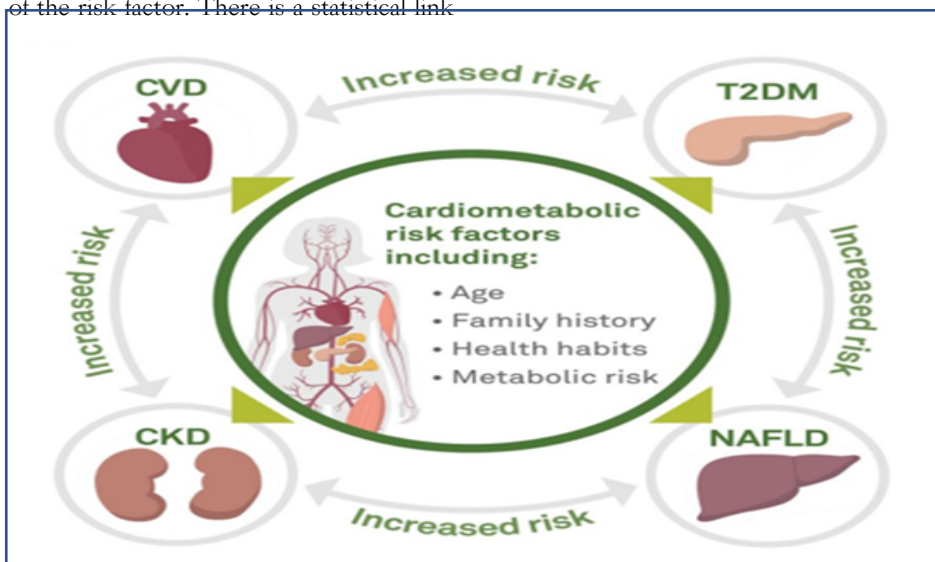 of the risk factor. There is a statistical link
CVD
Increased risk
T2DM
Increased risk
Cardiometabolic
risk factors
including:
• Age
• Family history
• Health habits
• Metabolic risk
Increased risk
CKD
Increased risk
NAFLD